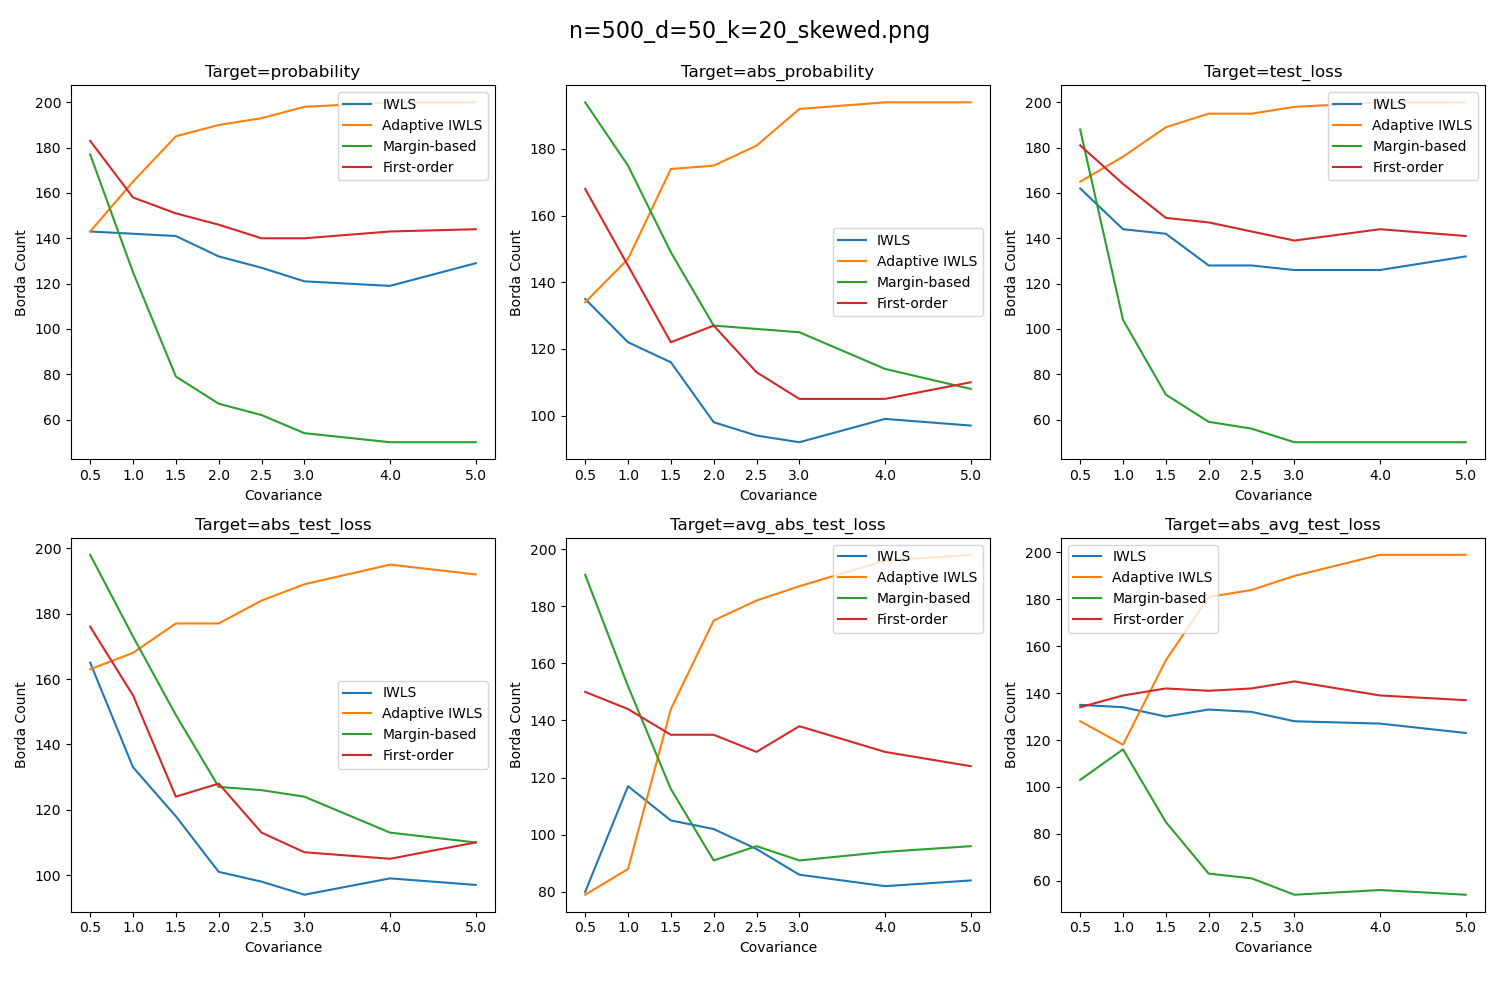 n=500_d=50_k=20_skewed.png
Target=probability
200
180
160
140
120
100
80
60
Borda Count
0.5 1.0 1.5 2.0 2.5 3.0 4.0 5.0
Covariance
IWLS
Adaptive IWLS
Margin-based
First-order
Target=abs_probability
180
160
140
120
100
Borda Count
0.5 1.0 1.5 2.0 2.5 3.0 4.0 5.0
Covariance
IWLS
Adaptive IWLS
Margin-based
First-order
Target=test_loss
200
180
160
140
120
100
80
60
Borda Count
0.5 1.0 1.5 2.0 2.5 3.0 4.0 5.0
Covariance
IWLS
Adaptive IWLS
Margin-based
First-order
Target=abs_test_loss
200
180
160
140
120
100
Borda Count
0.5 1.0 1.5 2.0 2.5 3.0 4.0 5.0
Covariance
IWLS
Adaptive IWLS
Margin-based
First-order
Target=avg_abs_test_loss
200
180
160
140
120
100
80
Borda Count
0.5 1.0 1.5 2.0 2.5 3.0 4.0 5.0
Covariance
IWLS
Adaptive IWLS
Margin-based
First-order
Target=abs_avg_test_loss
200
180
160
140
120
100
80
60
Borda Count
0.5 1.0 1.5 2.0 2.5 3.0 4.0 5.0
Covariance
IWLS
Adaptive IWLS
Margin-based
First-order